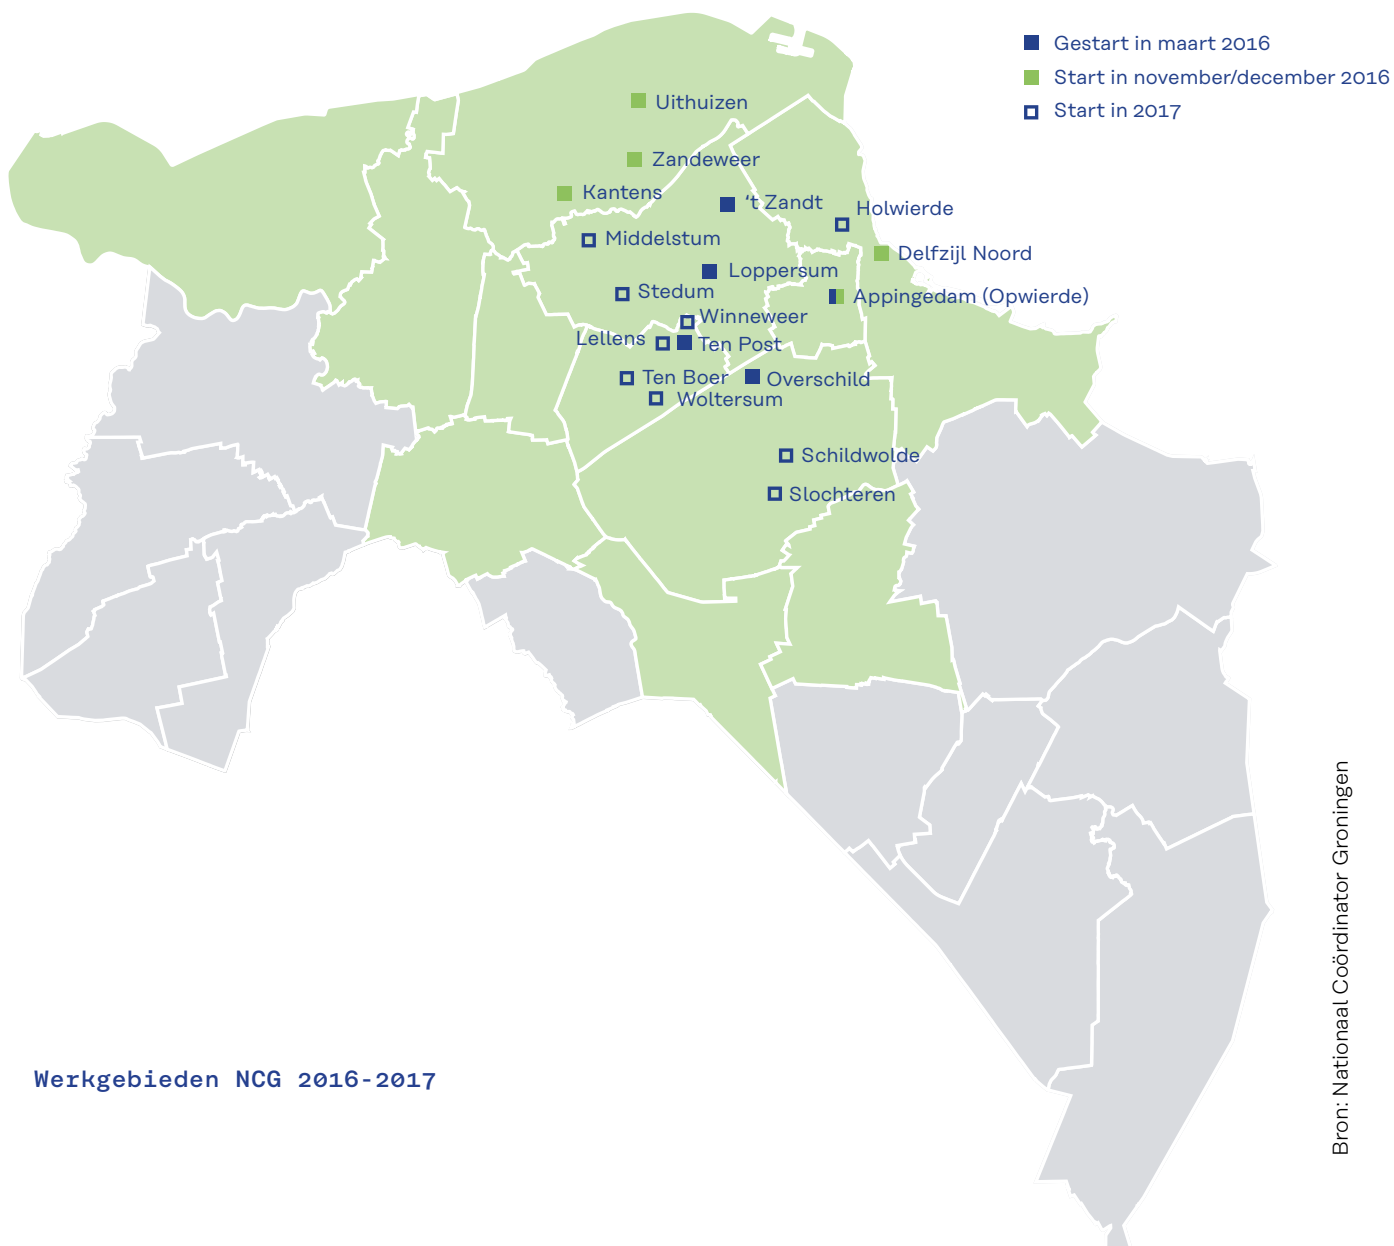 Gestart in maart 2016
Start in november/december 2016
Start in 2017
Uithuizen
Zandeweer
Kantens
‘t Zandt
Holwierde
Middelstum
Delfzijl Noord
Loppersum
Stedum
Appingedam (Opwierde)
Winneweer
Lellens
Ten Post
Ten Boer
Overschild
Woltersum
Schildwolde
Slochteren
Werkgebieden NCG 2016-2017
Bron: Nationaal Coördinator Groningen